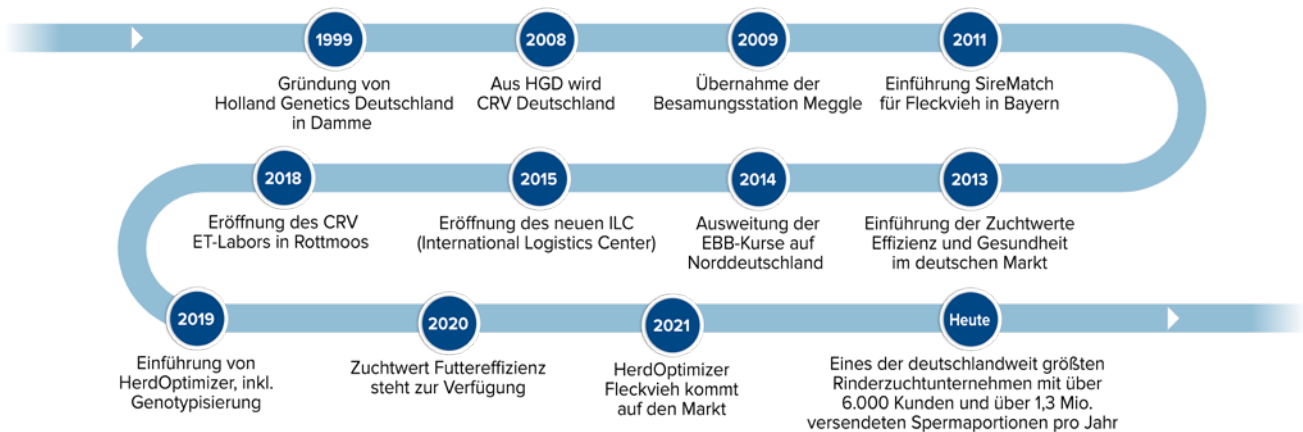 1999
Gründung von
Holland Genetics Deutschland
in Damme
2008
Aus HGD wird
CRV Deutschland
2009
Übernahme der
Besamungsstation Meggle
2011
Einführung SireMatch
für Fleckvieh in Bayern
2013
Einführung der Zuchtwerte
Effizienz und Gesundheit
im deutschen Markt
2014
Ausweitung der
EBB-Kurse auf
Norddeutschland
2015
Eröffnung des neuen ILC
(International Logistics Center)
2018
Eröffnung des CRV
ET-Labors in Rottmoos
2019
Einführung von
HerdOptimizer, inkl.
Genotypisierung
2020
Zuchtwert Futtereffizienz
steht zur Verfügung
2021
HerdOptimizer
Fleckvieh kommt
auf den Markt
Heute
Eines der deutschlandweit größten
Rinderzuchtunternehmen mit über
6.000 Kunden und über 1,3 Mio.
versendeten Spermaportionen pro Jahr